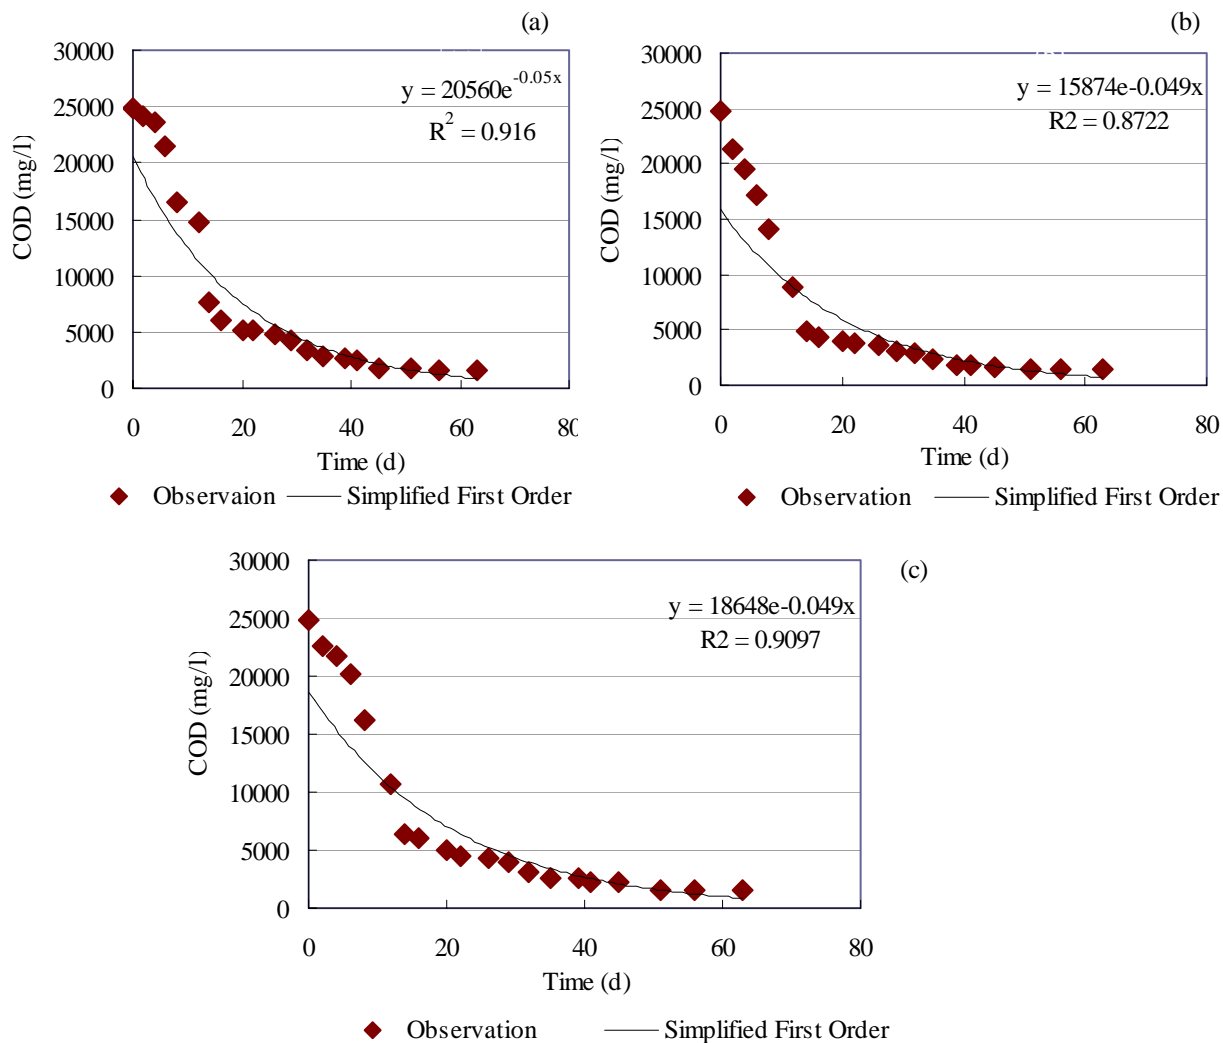 (a)
30000
25000
20000
15000
10000
5000
0
COD (mg/l)
y = 20560e^-0.05x
R^2 = 0.916
0 20 40 60 80
Time (d)
Observaion Simplified First Order
(b)
30000
25000
20000
15000
10000
5000
0
COD (mg/l)
y = 15874e-0.049x
R2 = 0.8722
0 20 40 60 80
Time (d)
Observation Simplified First Order
(c)
30000
25000
20000
15000
10000
5000
0
COD (mg/l)
y = 18648e-0.049x
R2 = 0.9097
0 20 40 60 80
Time (d)
Observation Simplified First Order